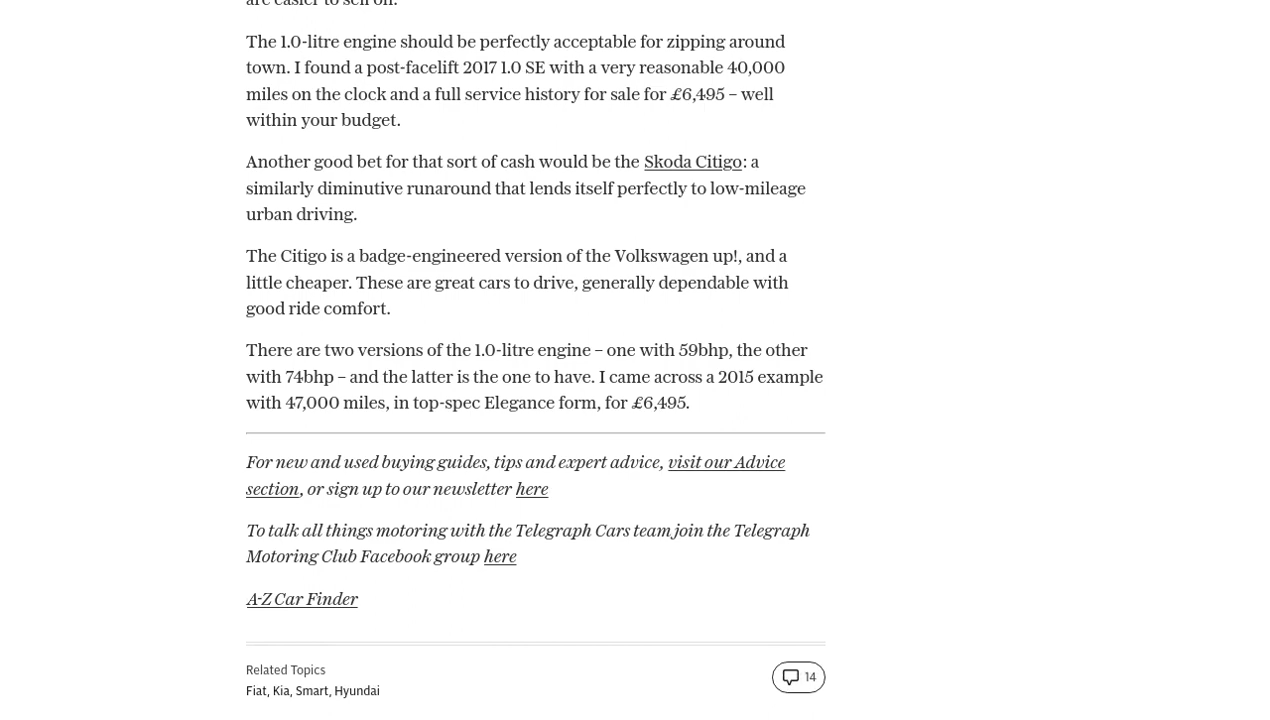 are easier to sell on.
The 1.0-litre engine should be perfectly acceptable for zipping around
town. I found a post-facelift 2017 1.0 SE with a very reasonable 40,000
miles on the clock and a full service history for sale for £6,495 – well
within your budget.
Another good bet for that sort of cash would be the Skoda Citigo: a
similarly diminutive runaround that lends itself perfectly to low-mileage
urban driving.
The Citigo is a badge-engineered version of the Volkswagen up!, and a
little cheaper. These are great cars to drive, generally dependable with
good ride comfort.
There are two versions of the 1.0-litre engine – one with 59bhp, the other
with 74bhp – and the latter is the one to have. I came across a 2015 example
with 47,000 miles, in top-spec Elegance form, for £6,495.
For new and used buying guides, tips and expert advice, visit our Advice
section, or sign up to our newsletter here
To talk all things motoring with the Telegraph Cars team join the Telegraph
Motoring Club Facebook group here
A-Z Car Finder
Related Topics
14
Fiat, Kia, Smart, Hyundai